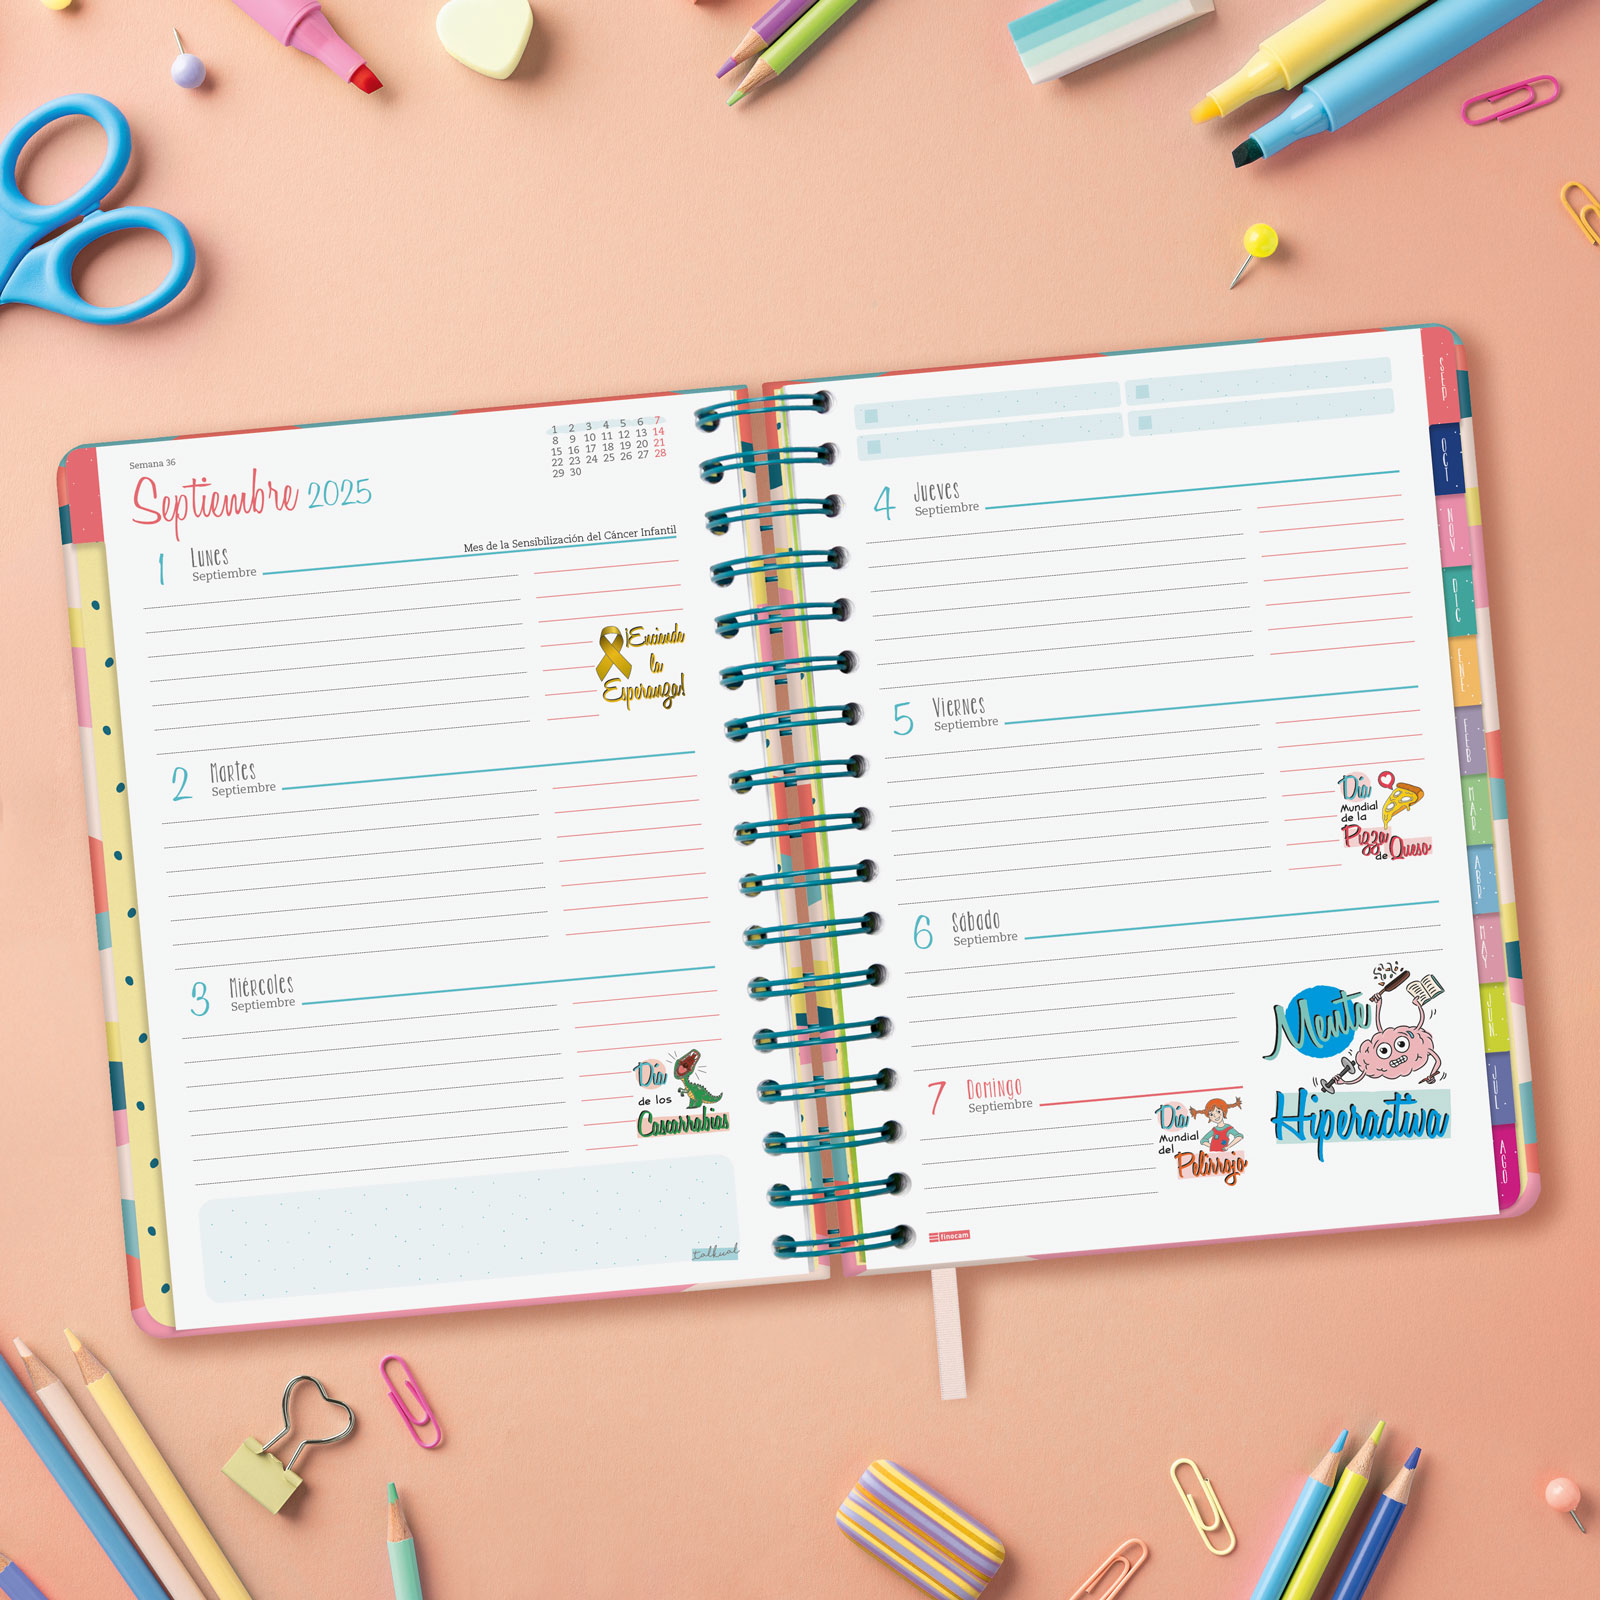 Semana 36
Septiembre 2025
1 2 3 4 5 6 7
8 9 10 11 12 13 14
15 16 17 18 19 20 21
22 23 24 25 26 27 28
29 30
Mes de la Sensibilización del Cáncer Infantil
1 Lunes
Septiembre
¡Enciende
la
Esperanza!
2 Martes
Septiembre
3 Miércoles
Septiembre
Día
de los
Cascarrabias
talkual
4 Jueves
Septiembre
5 Viernes
Septiembre
Día
Mundial
de la
Pizza
de Queso
6 Sábado
Septiembre
Mente
Hiperactiva
7 Domingo
Septiembre
Día
Mundial
del
Pelirrojo
finocam
OCT
NOV
DIC
FEB
MAR
ABR
MAY
JUN
JUL
AGO